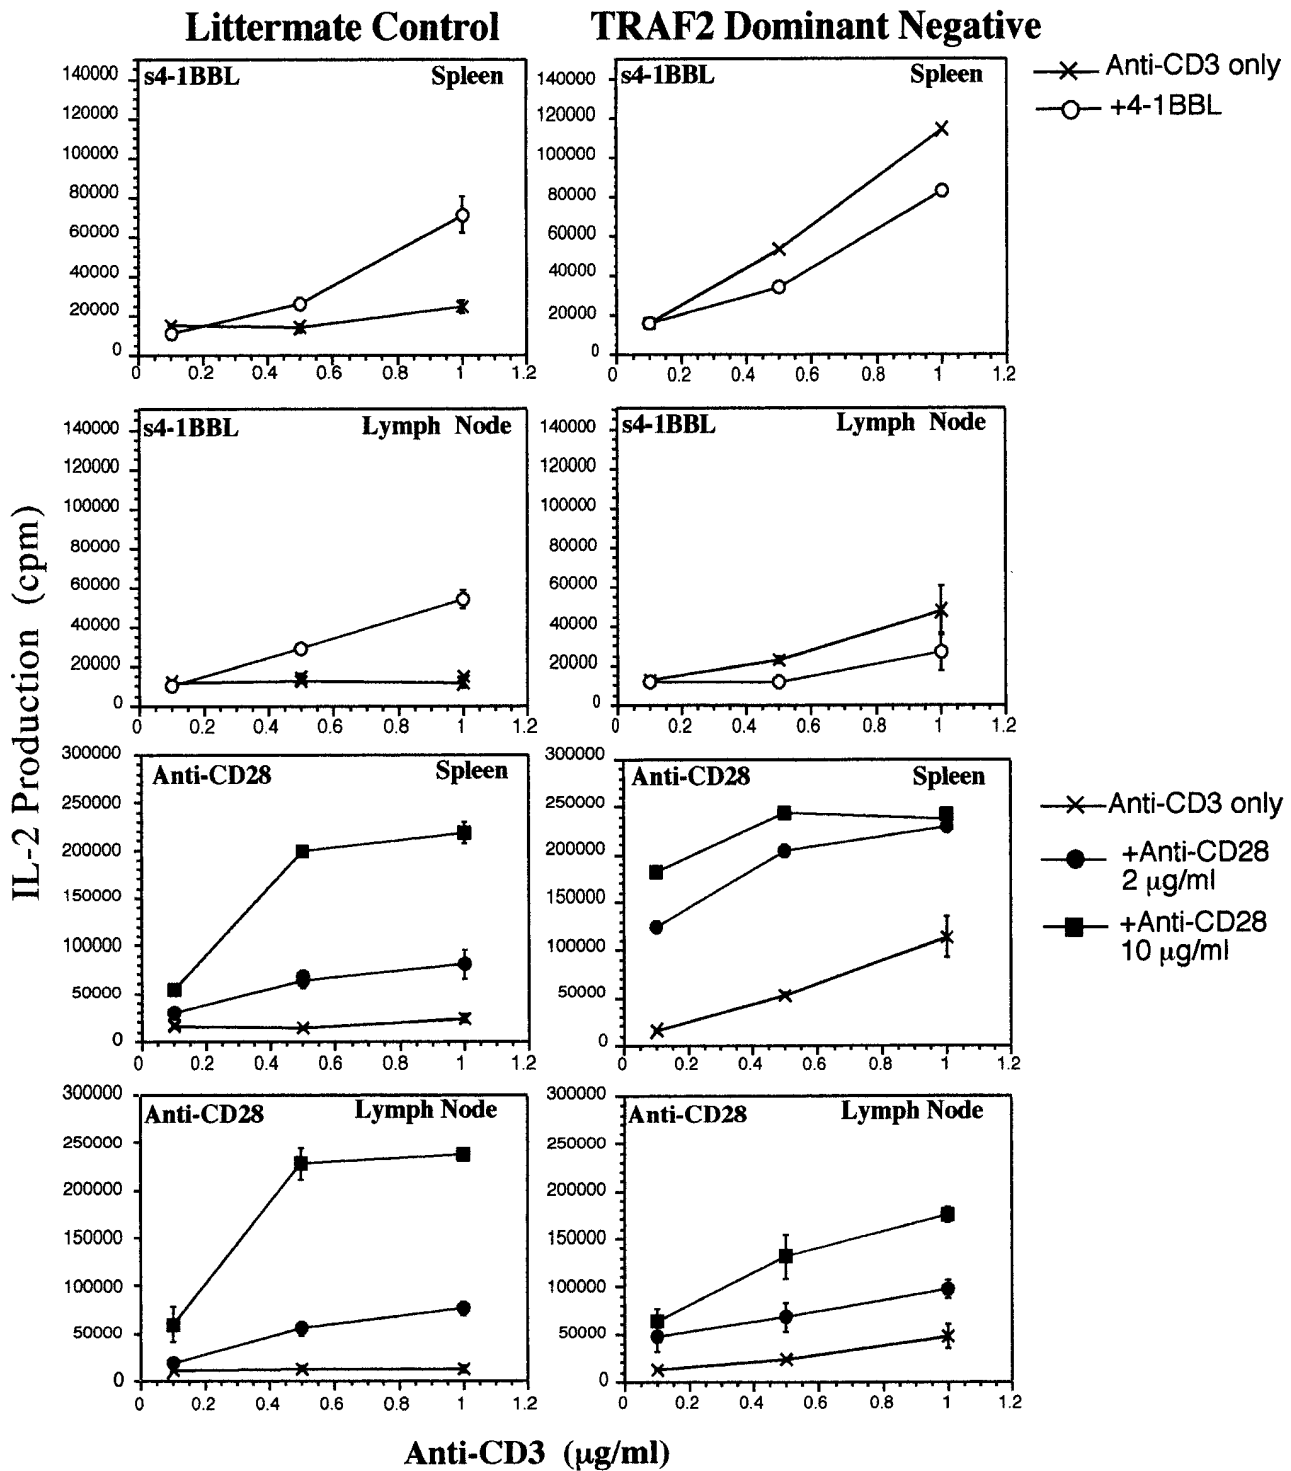 Littermate Control
TRAF2 Dominant Negative
s4-1BBL Spleen
140000
120000
100000
80000
60000
40000
20000
0
0 0.2 0.4 0.6 0.8 1 1.2
s4-1BBL Spleen
140000
120000
100000
80000
60000
40000
20000
0
0 0.2 0.4 0.6 0.8 1 1.2
Anti-CD3 only
+4-1BBL
s4-1BBL Lymph Node
140000
120000
100000
80000
60000
40000
20000
0
0 0.2 0.4 0.6 0.8 1 1.2
s4-1BBL Lymph Node
140000
120000
100000
80000
60000
40000
20000
0
0 0.2 0.4 0.6 0.8 1 1.2
IL-2 Production (cpm)
Anti-CD28 Spleen
300000
250000
200000
150000
100000
50000
0
0 0.2 0.4 0.6 0.8 1 1.2
Anti-CD28 Spleen
300000
250000
200000
150000
100000
50000
0
0 0.2 0.4 0.6 0.8 1 1.2
Anti-CD3 only
+Anti-CD28
2 μg/ml
+Anti-CD28
10 μg/ml
Anti-CD28 Lymph Node
300000
250000
200000
150000
100000
50000
0
0 0.2 0.4 0.6 0.8 1 1.2
Anti-CD28 Lymph Node
300000
250000
200000
150000
100000
50000
0
0 0.2 0.4 0.6 0.8 1 1.2
Anti-CD3 (μg/ml)